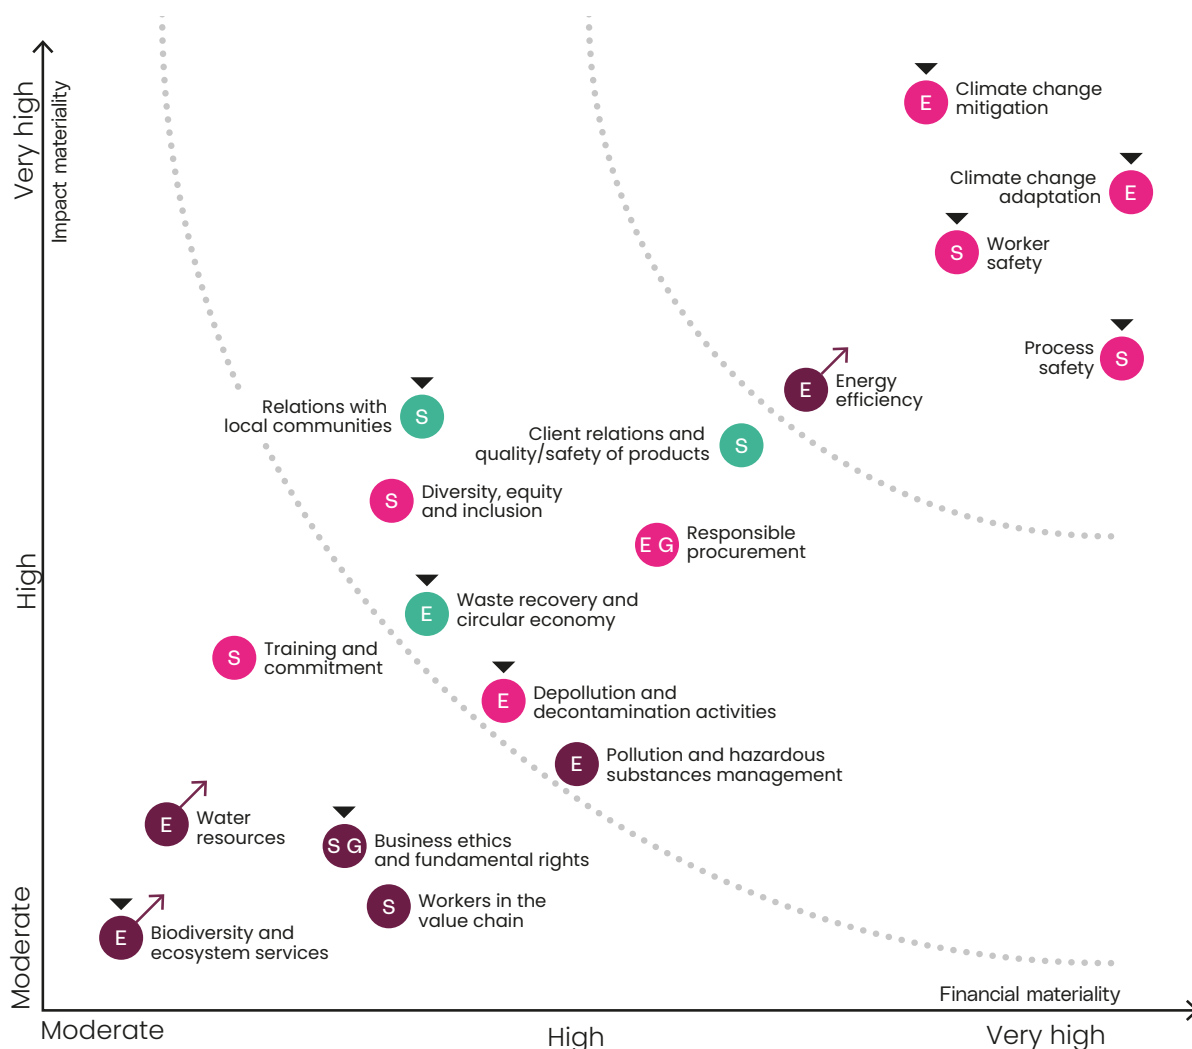 Very high
Impact materiality
E
Climate change
mitigation
Climate change
adaptation
E
S
Worker
safety
Process
safety
S
E
Energy
efficiency
Relations with
local communities
S
Client relations and
quality/safety of products
S
S
Diversity, equity
and inclusion
E G
Responsible
procurement
High
E
Waste recovery and
circular economy
S
Training and
commitment
E
Depollution and
decontamination activities
E
Pollution and hazardous
substances management
E
Water
resources
S G
Business ethics
and fundamental rights
S
Workers in the
value chain
Moderate
E
Biodiversity and
ecosystem services
Financial materiality
Moderate
High
Very high